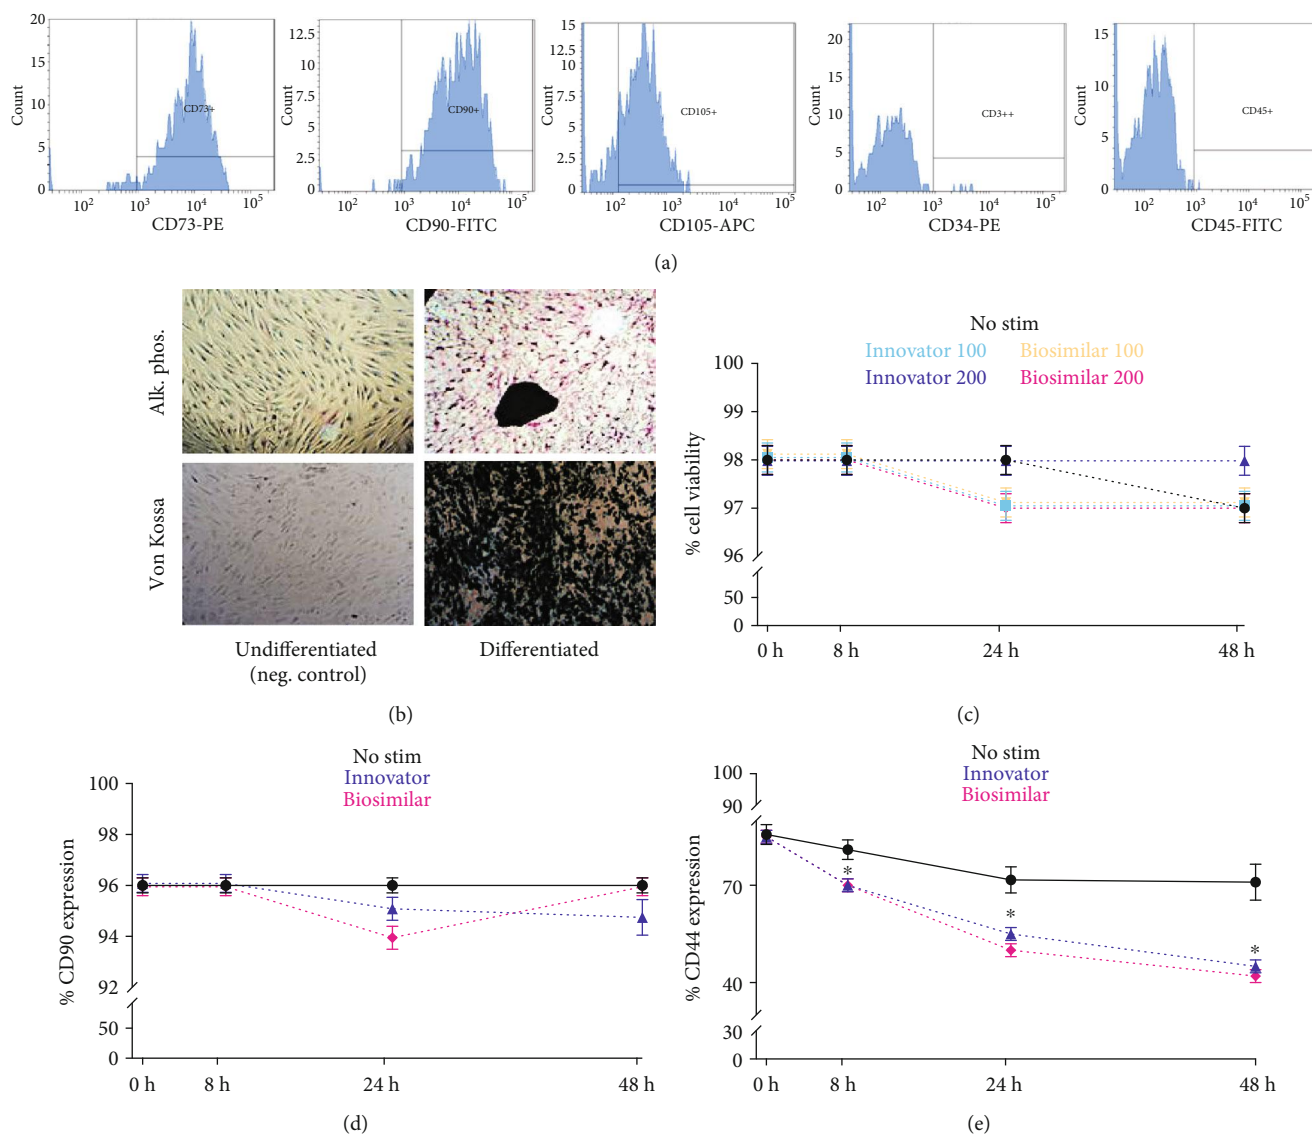 20
15
10
5
0
Count
CD73+
10² 10³ 10⁴ 10⁵
CD73-PE
12.5
10
7.5
5
2.5
0
Count
CD90+
10² 10³ 10⁴ 10⁵
CD90-FITC
15
12.5
10
7.5
5
2.5
0
Count
CD105+
10² 10³ 10⁴ 10⁵
CD105-APC
20
15
10
5
0
Count
CD3++
10² 10³ 10⁴ 10⁵
CD34-PE
15
10
5
0
Count
CD45+
10² 10³ 10⁴ 10⁵
CD45-FITC
(a)
Alk. phos.
Von Kossa
Undifferentiated
(neg. control)
Differentiated
(b)
No stim
Innovator 100 Biosimilar 100
Innovator 200 Biosimilar 200
% cell viability
100
99
98
97
96
50
0
0 h 8 h 24 h 48 h
(c)
No stim
Innovator
Biosimilar
% CD90 expression
100
98
96
94
92
50
0
0 h 8 h 24 h 48 h
(d)
No stim
Innovator
Biosimilar
% CD44 expression
100
90
70
40
30
0
* * *
0 h 8 h 24 h 48 h
(e)